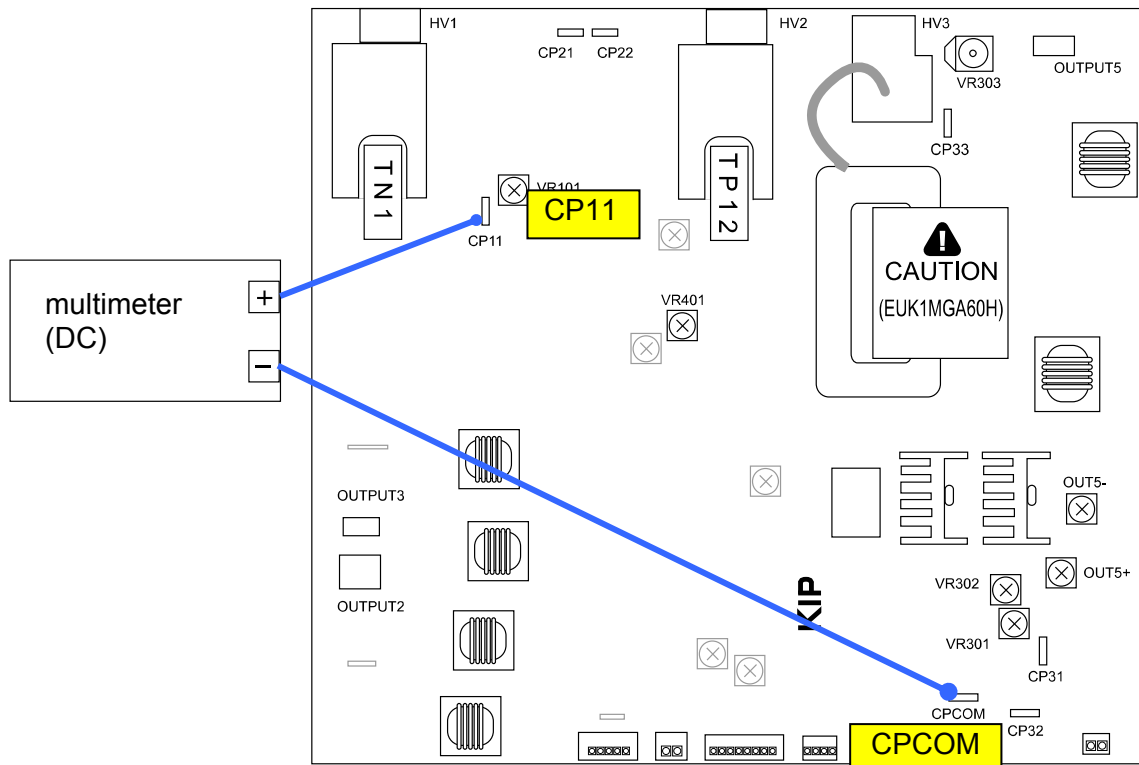 HV1
HV2
HV3
CP21
CP22
VR303
OUTPUT5
CP33
TN1
TP12
VR101
CP11
CP11
CAUTION
(EUK1MGA60H)
multimeter
(DC)
+
−
VR401
OUTPUT3
OUTPUT2
OUT5-
OUT5+
VR302
VR301
KIP
CP31
CPCOM
CP32
CPCOM